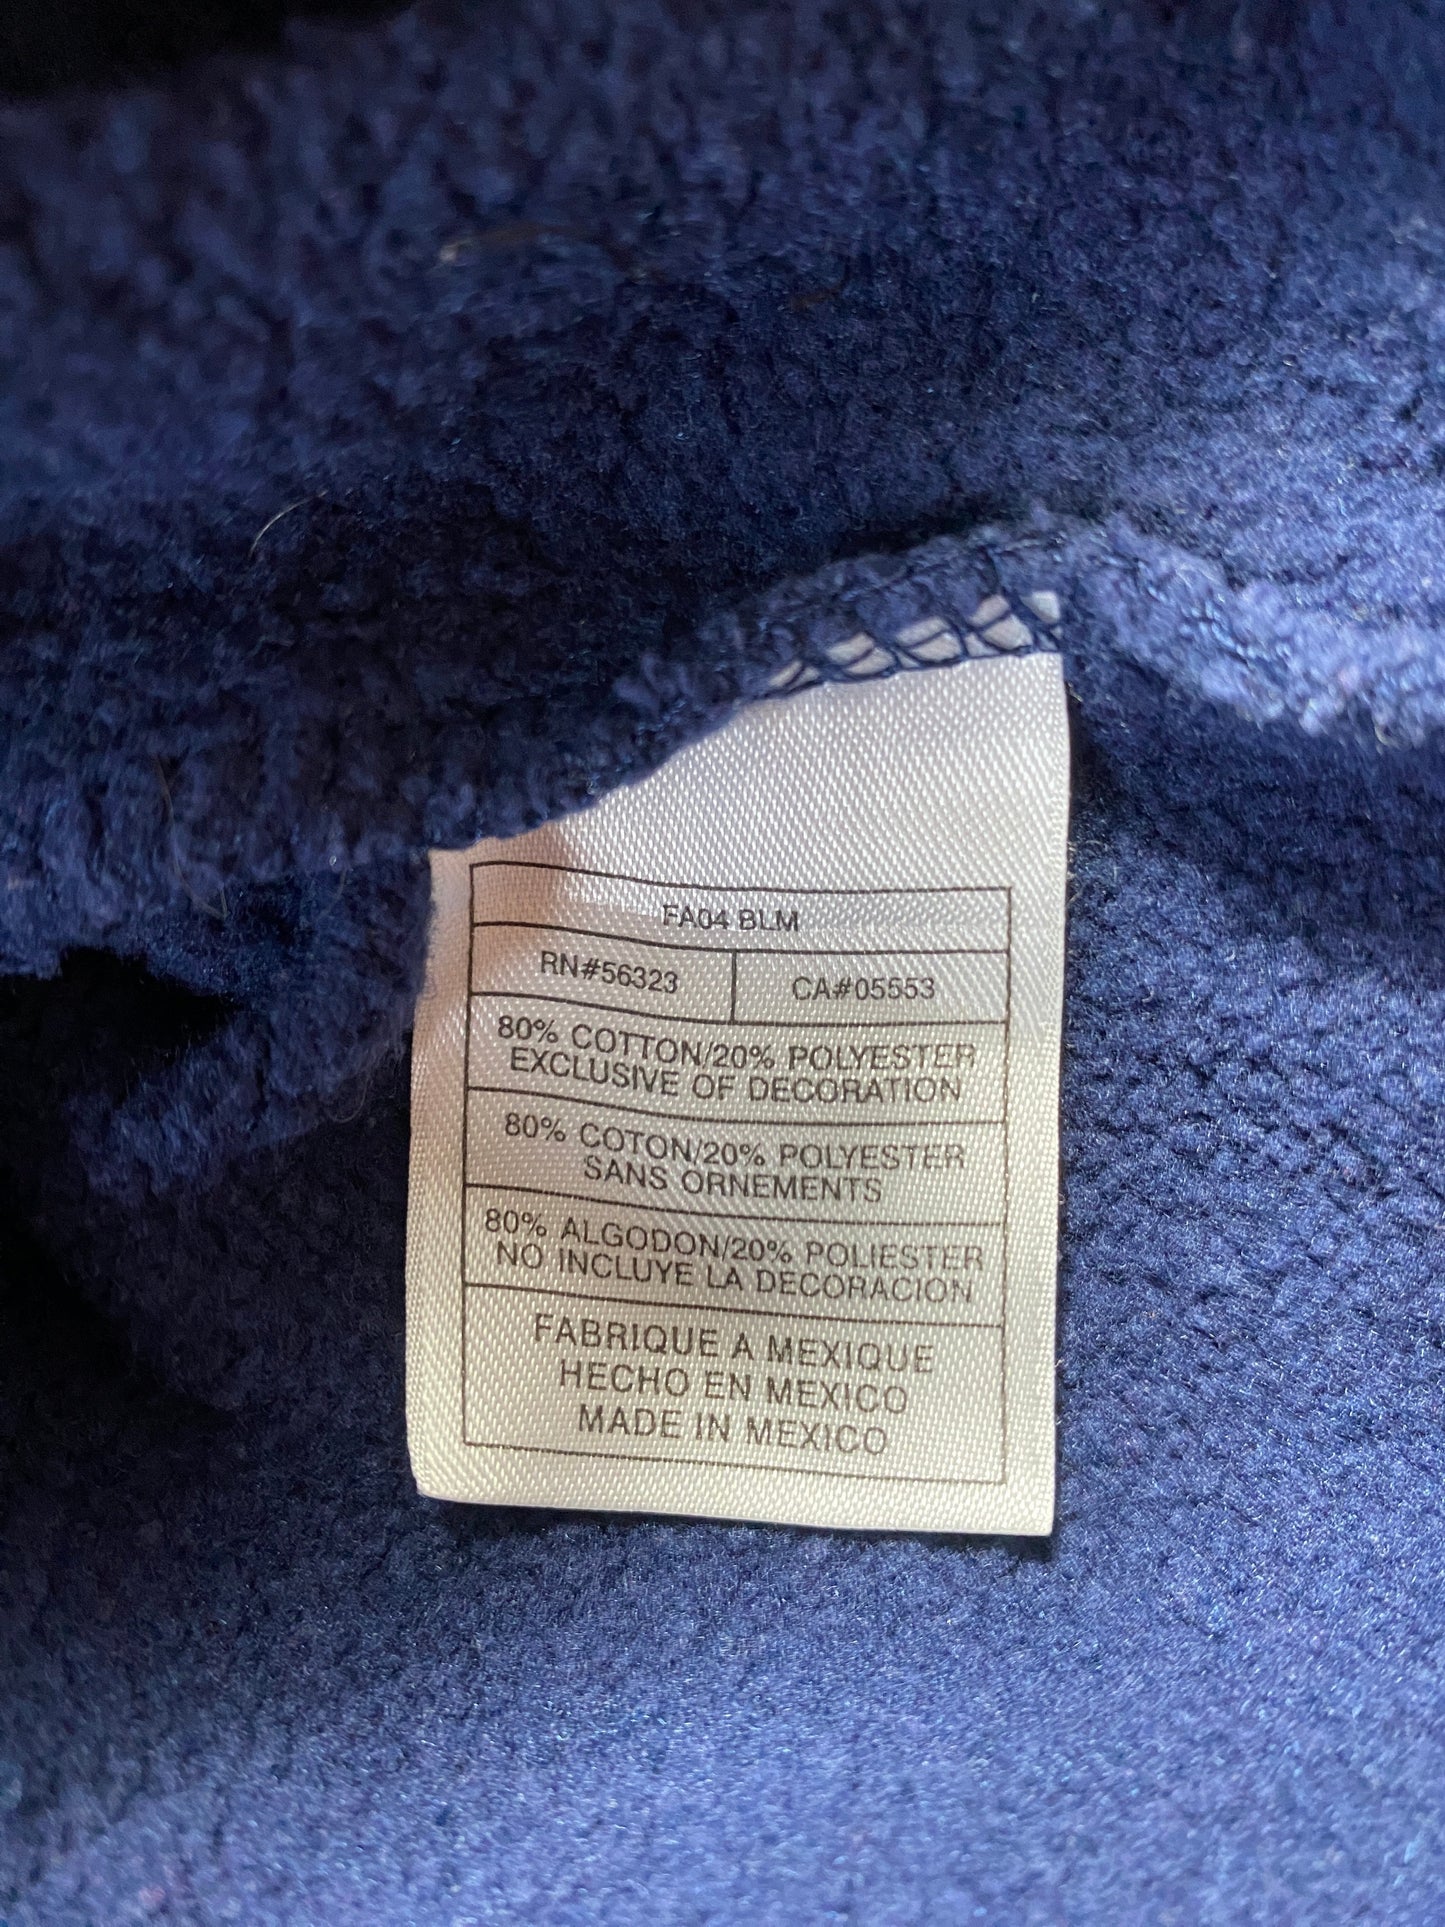 FA04 BLM
RN#56323 CA#05553
80% COTTON/20% POLYESTER
EXCLUSIVE OF DECORATION
80% COTON/20% POLYESTER
SANS ORNEMENTS
80% ALGODON/20% POLIESTER
NO INCLUYE LA DECORACION
FABRIQUE A MEXIQUE
HECHO EN MEXICO
MADE IN MEXICO